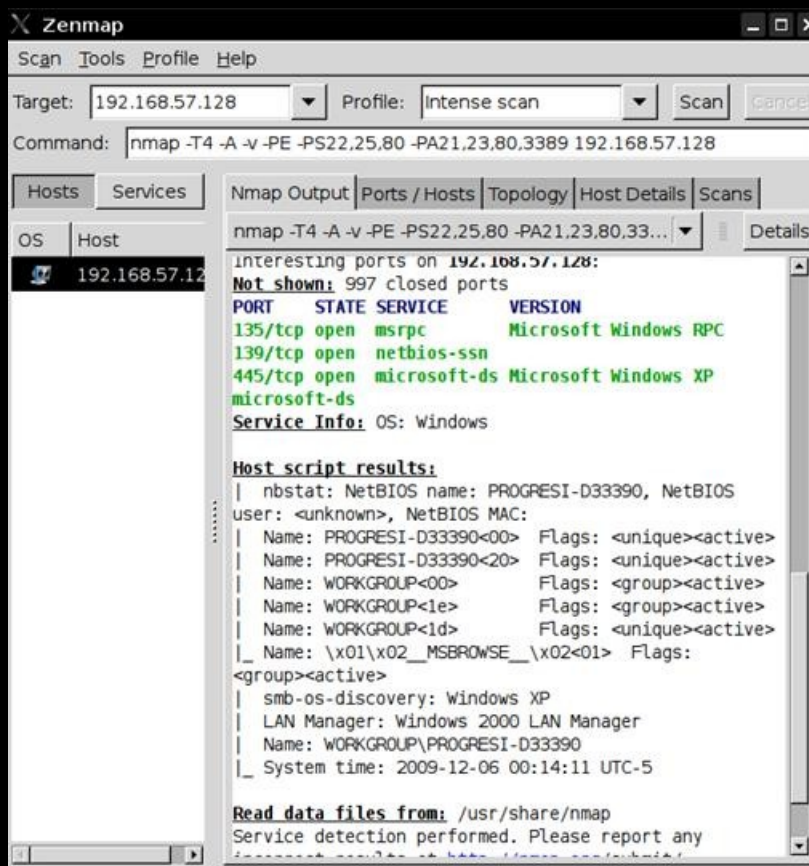 Zenmap
Scan Tools Profile Help
Target: 192.168.57.128 Profile: Intense scan Scan Cancel
Command: nmap -T4 -A -v -PE -PS22,25,80 -PA21,23,80,3389 192.168.57.128
Hosts Services Nmap Output Ports / Hosts Topology Host Details Scans
OS Host nmap -T4 -A -v -PE -PS22,25,80 -PA21,23,80,33... Details
192.168.57.12
Interesting ports on 192.168.57.128:
Not shown: 997 closed ports
PORT STATE SERVICE VERSION
135/tcp open msrpc Microsoft Windows RPC
139/tcp open netbios-ssn
445/tcp open microsoft-ds Microsoft Windows XP
microsoft-ds
Service Info: OS: Windows
Host script results:
| nbstat: NetBIOS name: PROGRESI-D33390, NetBIOS
user: <unknown>, NetBIOS MAC:
| Name: PROGRESI-D33390<00> Flags: <unique><active>
| Name: PROGRESI-D33390<20> Flags: <unique><active>
| Name: WORKGROUP<00> Flags: <group><active>
| Name: WORKGROUP<1e> Flags: <group><active>
| Name: WORKGROUP<1d> Flags: <unique><active>
|_ Name: \x01\x02__MSBROWSE__\x02<01> Flags:
<group><active>
| smb-os-discovery: Windows XP
| LAN Manager: Windows 2000 LAN Manager
| Name: WORKGROUP\PROGRESI-D33390
|_ System time: 2009-12-06 00:14:11 UTC-5
Read data files from: /usr/share/nmap
Service detection performed. Please report any